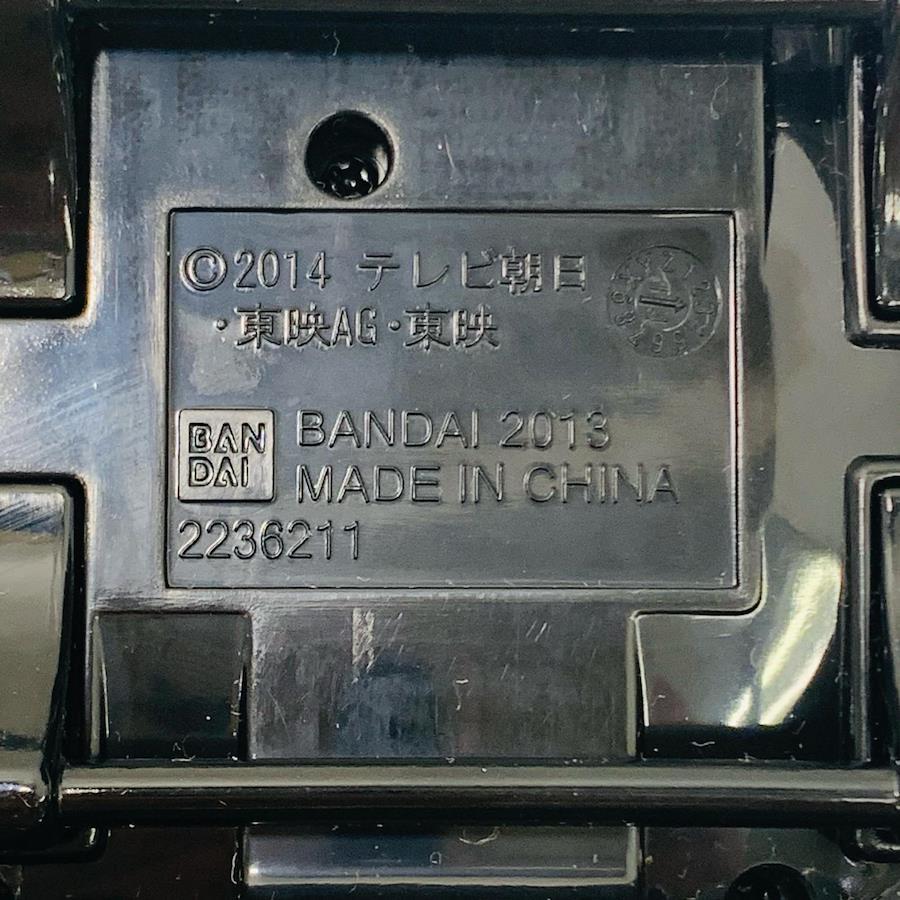 ©2014 テレビ朝日
・東映AG・東映
BAN
DAI
BANDAI 2013
MADE IN CHINA
2236211